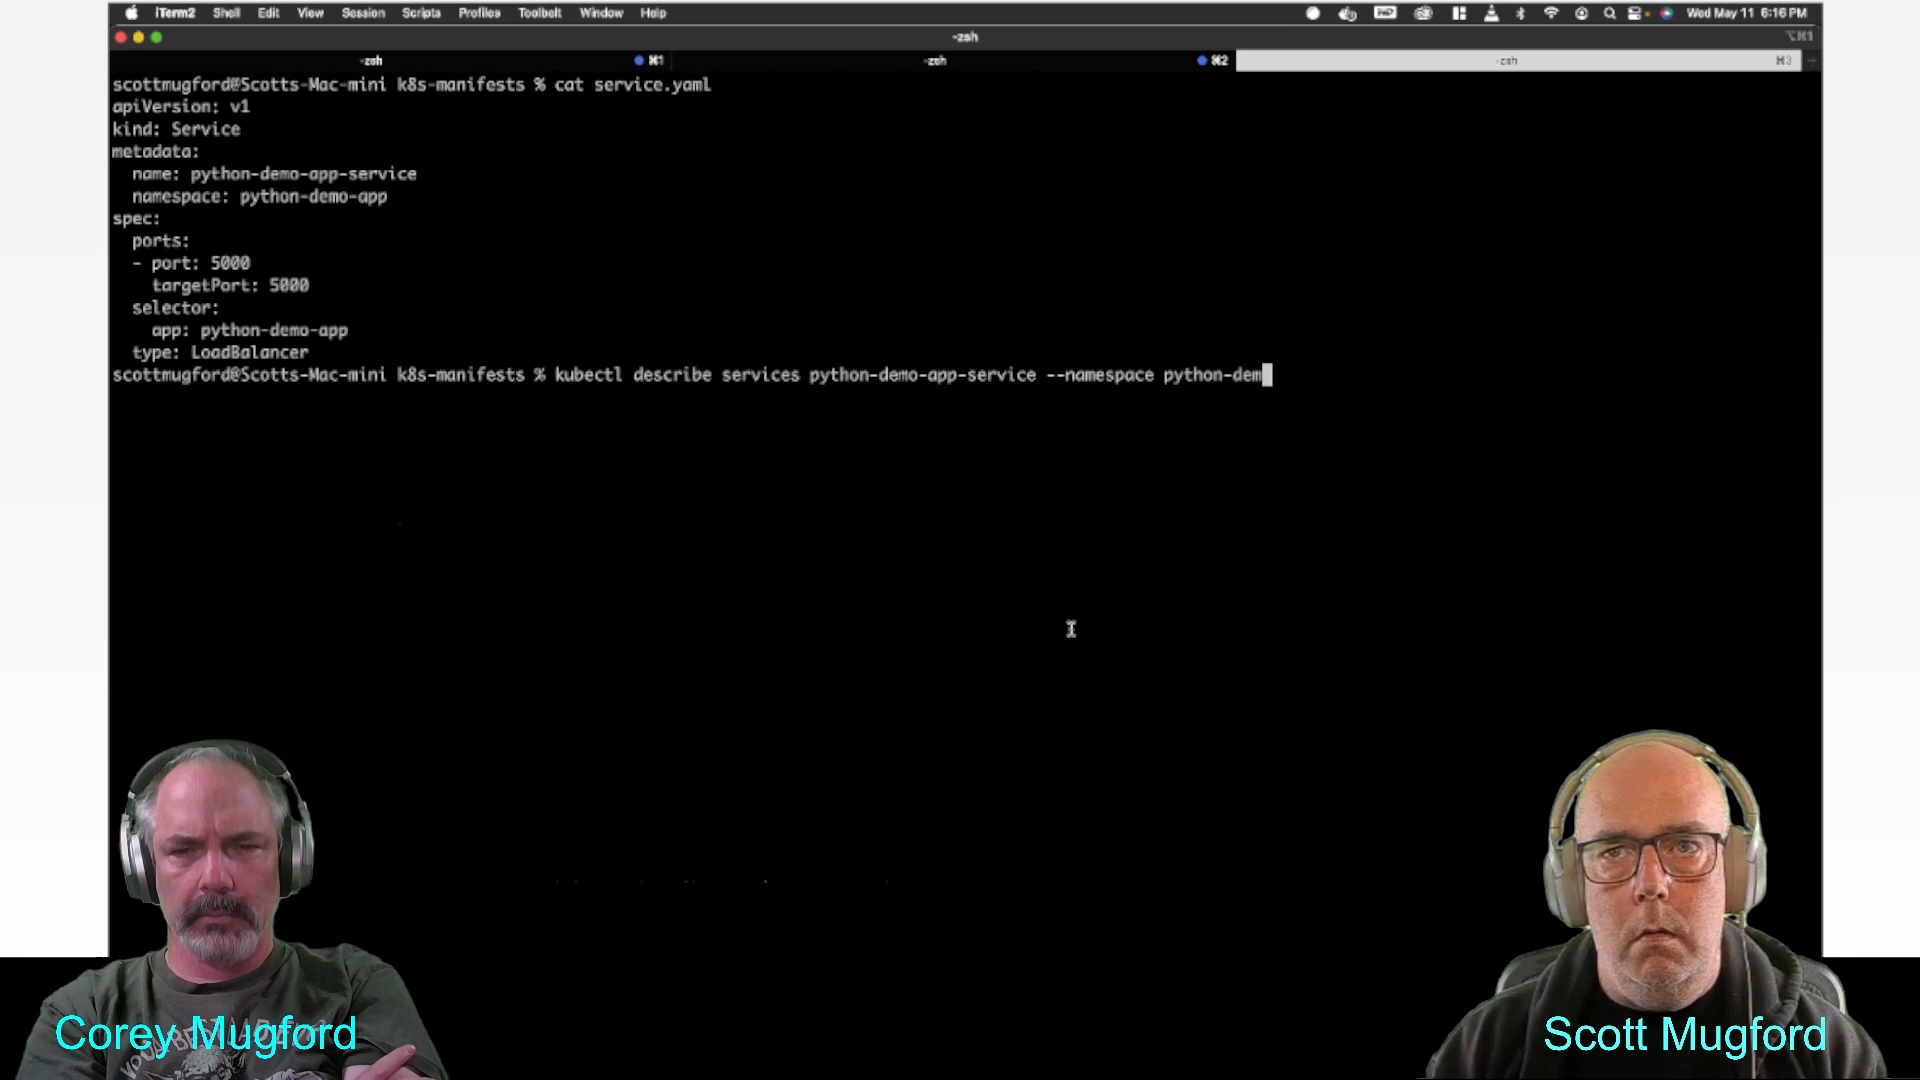 iTerm2 Shell Edit View Session Scripts Profiles Toolbelt Window Help Wed May 11 6:16 PM
-zsh ⌥⌘1
-zsh ⌘1 -zsh ⌘2 -zsh ⌘3
scottmugford@Scotts-Mac-mini k8s-manifests % cat service.yaml
apiVersion: v1
kind: Service
metadata:
  name: python-demo-app-service
  namespace: python-demo-app
spec:
  ports:
  - port: 5000
    targetPort: 5000
  selector:
    app: python-demo-app
  type: LoadBalancer
scottmugford@Scotts-Mac-mini k8s-manifests % kubectl describe services python-demo-app-service --namespace python-dem
Corey Mugford
Scott Mugford